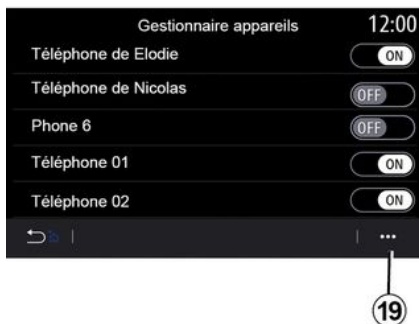 Gestionnaire appareils 12:00
Téléphone de Elodie ON
Téléphone de Nicolas OFF
Phone 6 OFF
Téléphone 01 ON
Téléphone 02 ON
19